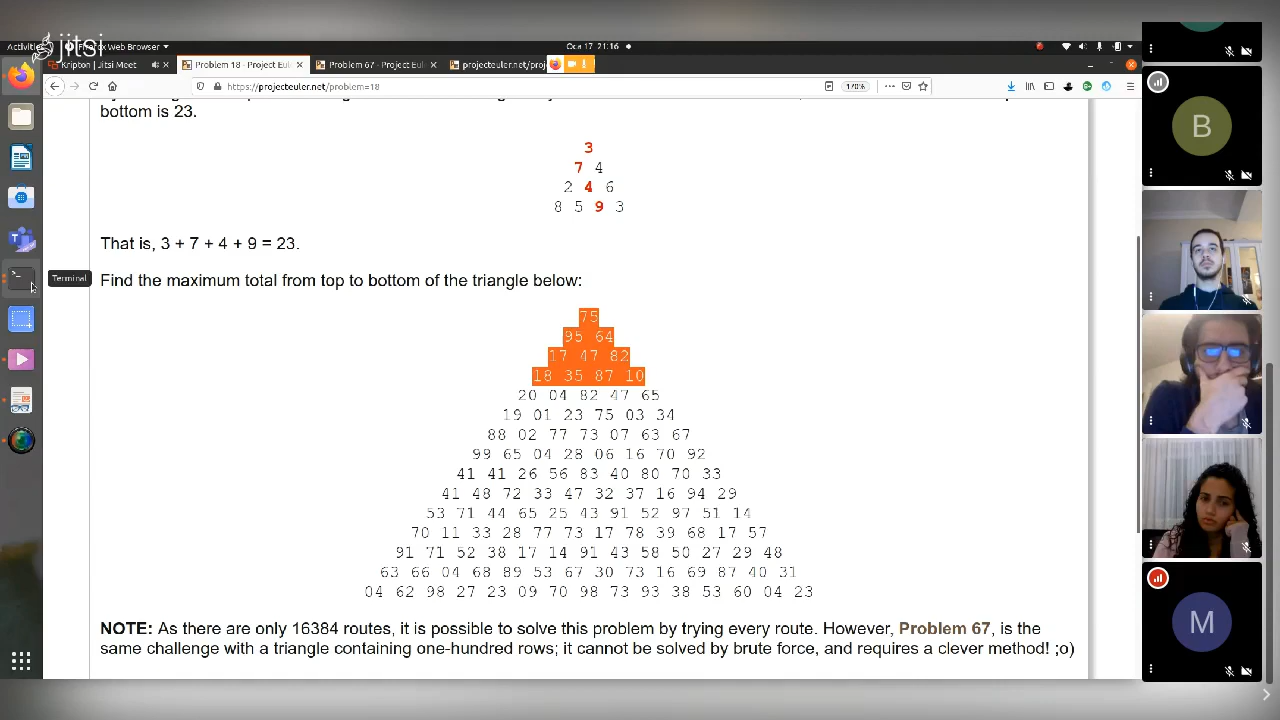 jitsi
Activities
Firefox Web Browser
Οκτ 17 21:16
Kripton | Jitsi Meet
Problem 18 - Project Eul
Problem 67 - Project Eul
projecteuler.net/proj
https://projecteuler.net/problem=18
170%
bottom is 23.
3
7 4
2 4 6
8 5 9 3
That is, 3 + 7 + 4 + 9 = 23.
Terminal
Find the maximum total from top to bottom of the triangle below:
75
95 64
17 47 82
18 35 87 10
20 04 82 47 65
19 01 23 75 03 34
88 02 77 73 07 63 67
99 65 04 28 06 16 70 92
41 41 26 56 83 40 80 70 33
41 48 72 33 47 32 37 16 94 29
53 71 44 65 25 43 91 52 97 51 14
70 11 33 28 77 73 17 78 39 68 17 57
91 71 52 38 17 14 91 43 58 50 27 29 48
63 66 04 68 89 53 67 30 73 16 69 87 40 31
04 62 98 27 23 09 70 98 73 93 38 53 60 04 23
NOTE: As there are only 16384 routes, it is possible to solve this problem by trying every route. However, Problem 67, is the
same challenge with a triangle containing one-hundred rows; it cannot be solved by brute force, and requires a clever method! ;o)
B
M